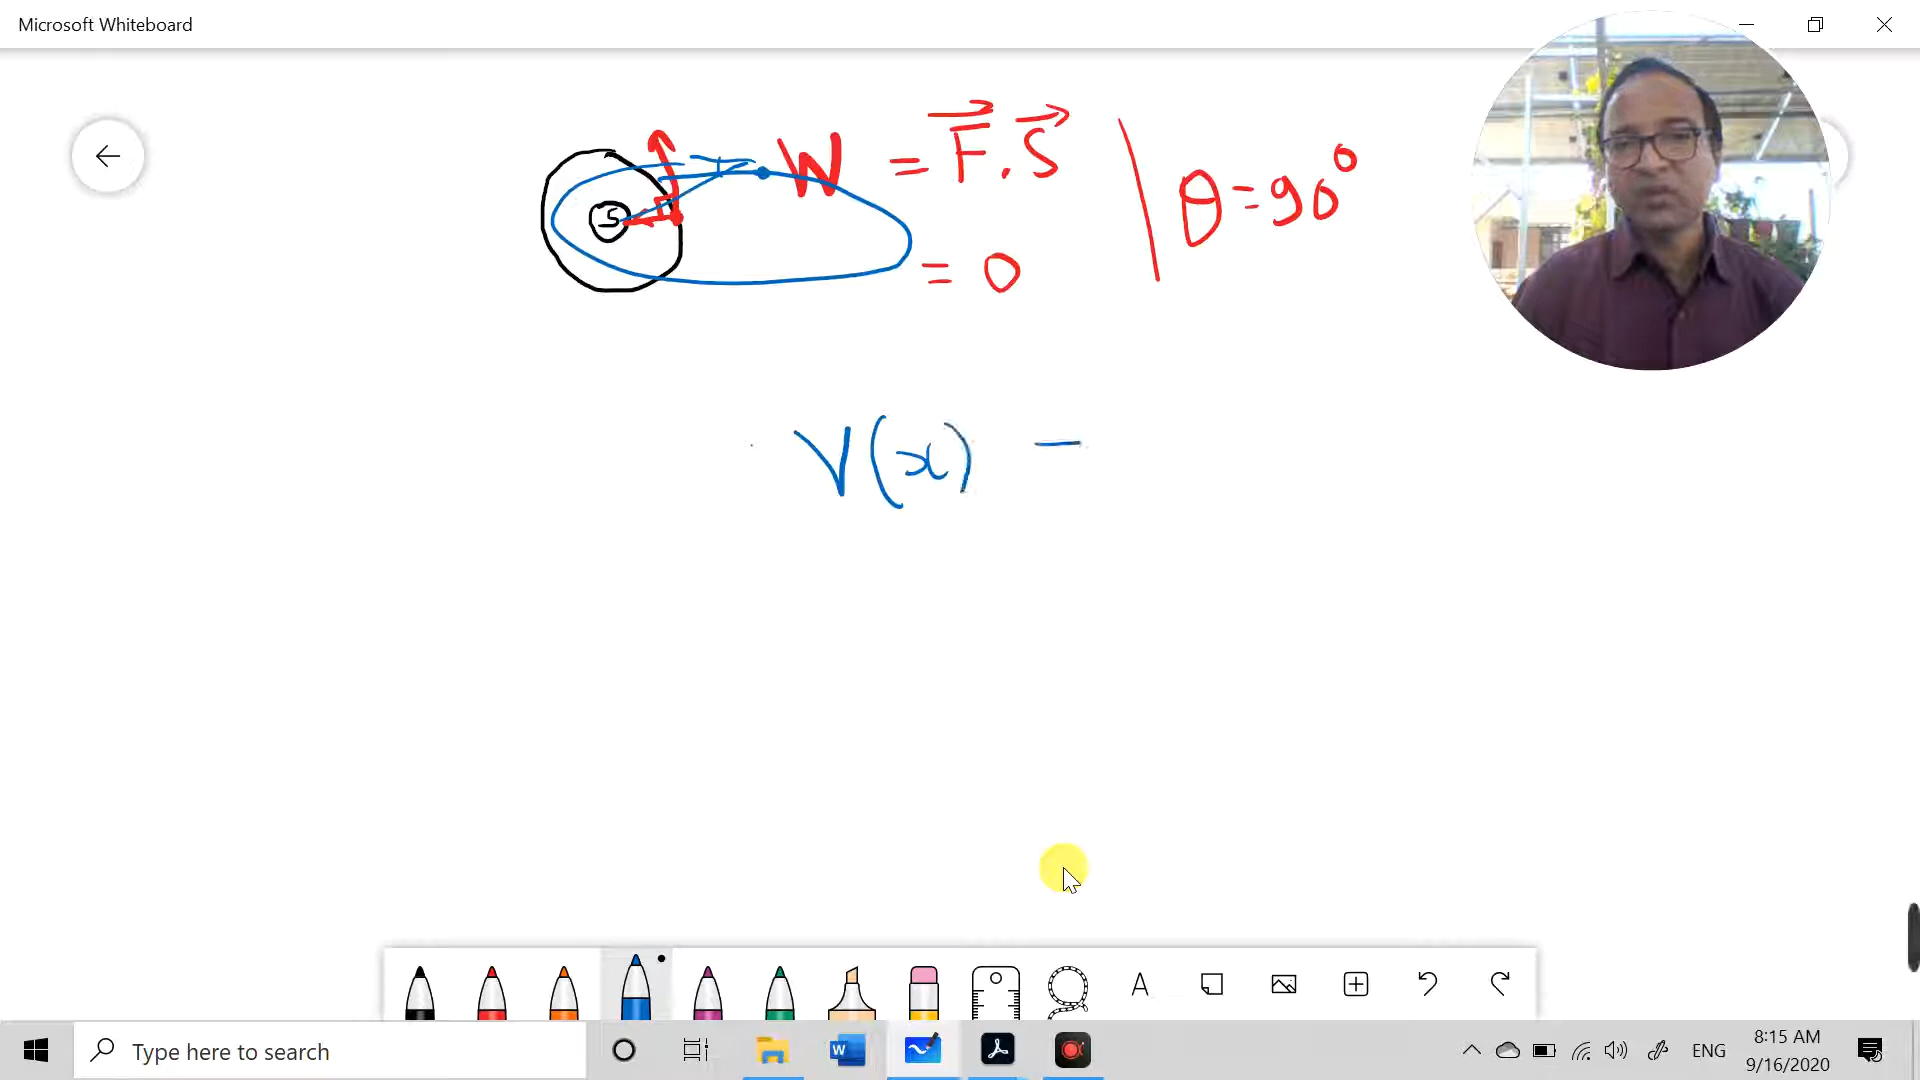 Microsoft Whiteboard
S
W = F⃗ . S⃗
θ = 90°
= 0
V(x) –
A
Type here to search
W
ENG
8:15 AM
9/16/2020